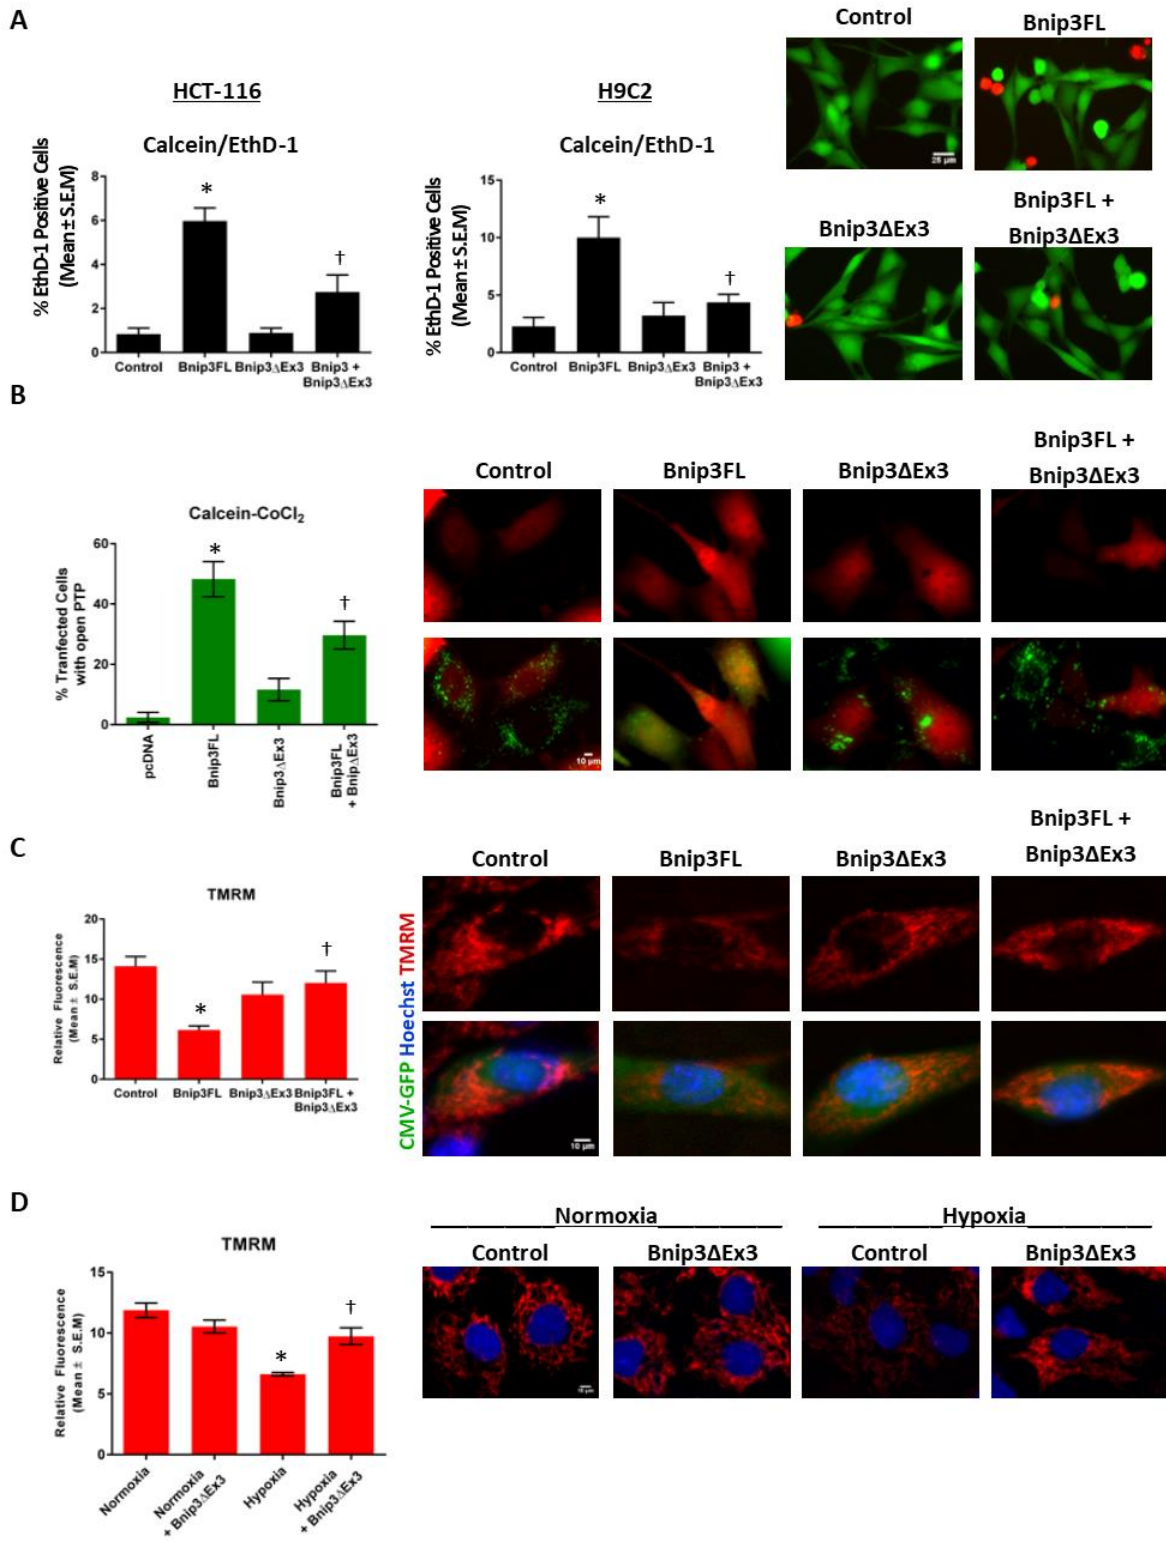 A
HCT-116
Calcein/EthD-1
% EthD-1 Positive Cells
(Mean ± S.E.M)
8
6
4
2
0
*
†
Control
Bnip3FL
Bnip3ΔEx3
Bnip3 +
Bnip3ΔEx3
H9C2
Calcein/EthD-1
% EthD-1 Positive Cells
(Mean ± S.E.M)
15
10
5
0
*
†
Control
Bnip3FL
Bnip3ΔEx3
Bnip3 +
Bnip3ΔEx3
Control
Bnip3FL
25 µm
Bnip3ΔEx3
Bnip3FL +
Bnip3ΔEx3
B
Calcein-CoCl₂
% Tranfected Cells
with open PTP
60
40
20
0
*
†
pcDNA
Bnip3FL
Bnip3ΔEx3
Bnip3FL
+ BnipΔEx3
Control
Bnip3FL
Bnip3ΔEx3
Bnip3FL +
Bnip3ΔEx3
10 µm
C
TMRM
Relative Fluorescence
(Mean ± S.E.M)
20
15
10
5
0
*
†
Control
Bnip3FL
Bnip3ΔEx3
Bnip3FL +
Bnip3ΔEx3
CMV-GFP Hoechst TMRM
Control
Bnip3FL
Bnip3ΔEx3
Bnip3FL +
Bnip3ΔEx3
10 µm
D
TMRM
Relative Fluorescence
(Mean ± S.E.M)
15
10
5
0
*
†
Normoxia
Normoxia
+ Bnip3ΔEx3
Hypoxia
Hypoxia
+ Bnip3ΔEx3
Normoxia
Hypoxia
Control
Bnip3ΔEx3
Control
Bnip3ΔEx3